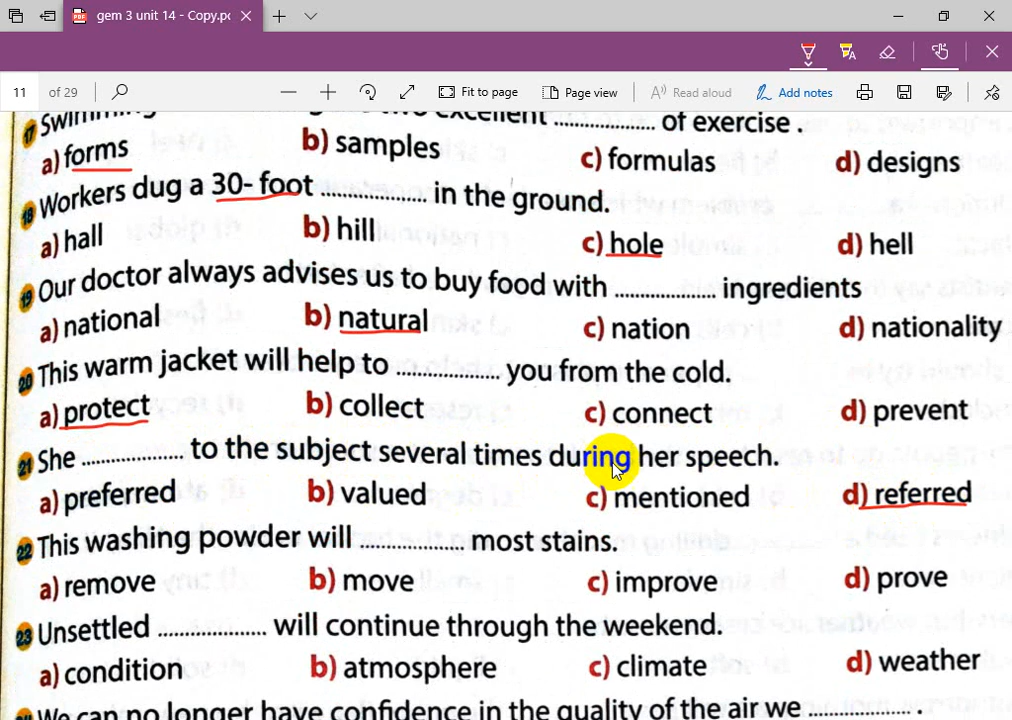 gem 3 unit 14 - Copy.pc
11 of 29 Fit to page Page view Read aloud Add notes
17 Swimming excellent .................... of exercise .
a) forms b) samples c) formulas d) designs
18 Workers dug a 30- foot .................... in the ground.
a) hall b) hill c) hole d) hell
19 Our doctor always advises us to buy food with .................... ingredients
a) national b) natural c) nation d) nationality
20 This warm jacket will help to .................... you from the cold.
a) protect b) collect c) connect d) prevent
21 She .................... to the subject several times during her speech.
a) preferred b) valued c) mentioned d) referred
22 This washing powder will .................... most stains.
a) remove b) move c) improve d) prove
23 Unsettled .................... will continue through the weekend.
a) condition b) atmosphere c) climate d) weather
We can no longer have confidence in the quality of the air we .................... .